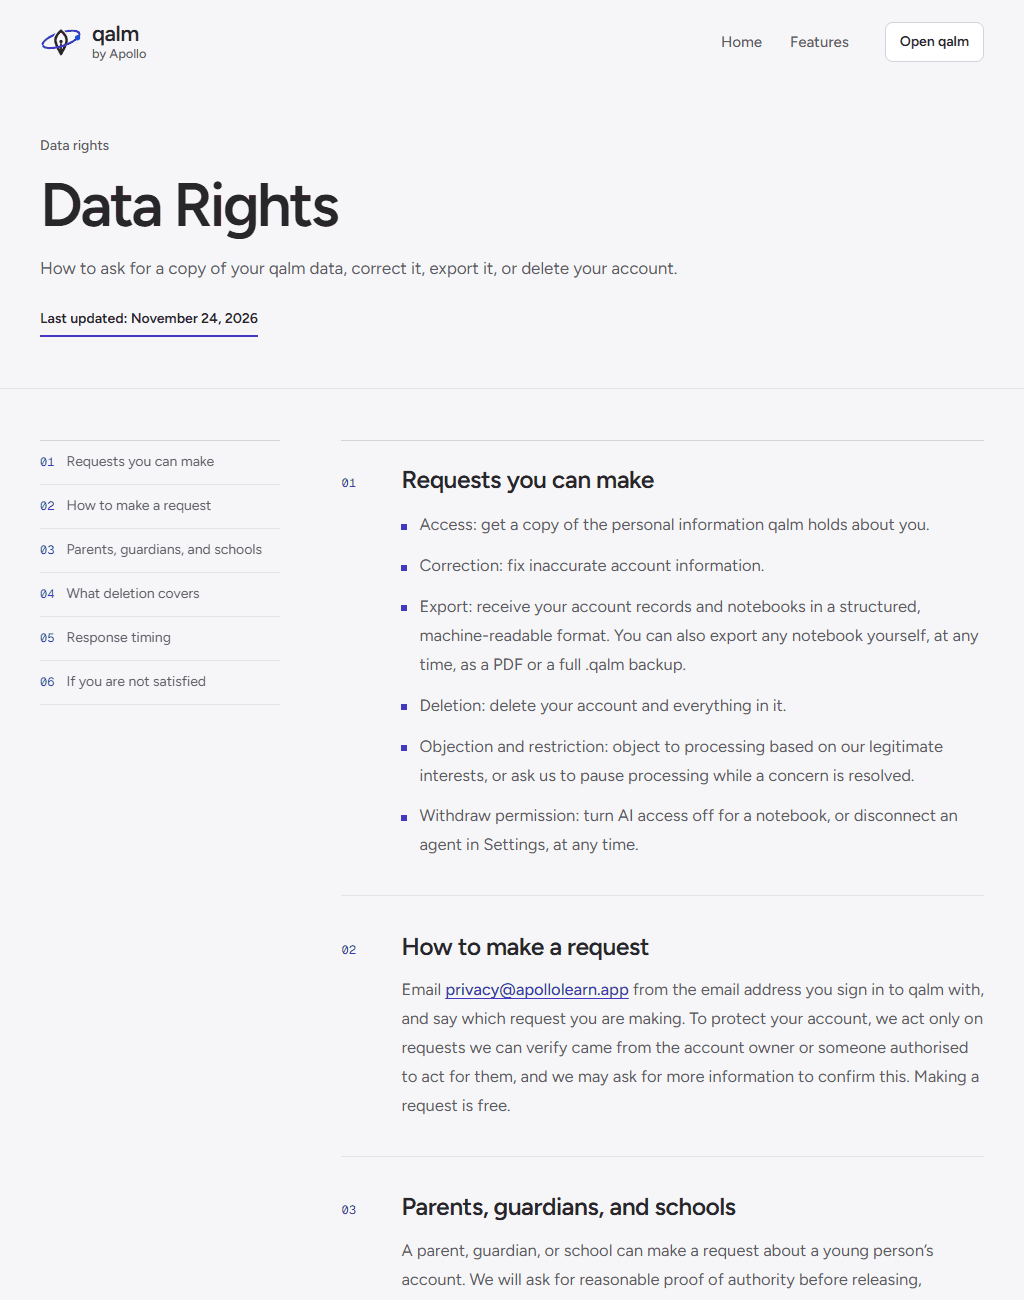 qalm
by Apollo
Home
Features
Open qalm
Data rights
Data Rights
How to ask for a copy of your qalm data, correct it, export it, or delete your account.
Last updated: November 24, 2026
01 Requests you can make
02 How to make a request
03 Parents, guardians, and schools
04 What deletion covers
05 Response timing
06 If you are not satisfied
01 Requests you can make
Access: get a copy of the personal information qalm holds about you.
Correction: fix inaccurate account information.
Export: receive your account records and notebooks in a structured,
machine-readable format. You can also export any notebook yourself, at any
time, as a PDF or a full .qalm backup.
Deletion: delete your account and everything in it.
Objection and restriction: object to processing based on our legitimate
interests, or ask us to pause processing while a concern is resolved.
Withdraw permission: turn AI access off for a notebook, or disconnect an
agent in Settings, at any time.
02 How to make a request
Email privacy@apollolearn.app from the email address you sign in to qalm with,
and say which request you are making. To protect your account, we act only on
requests we can verify came from the account owner or someone authorised
to act for them, and we may ask for more information to confirm this. Making a
request is free.
03 Parents, guardians, and schools
A parent, guardian, or school can make a request about a young person’s
account. We will ask for reasonable proof of authority before releasing,